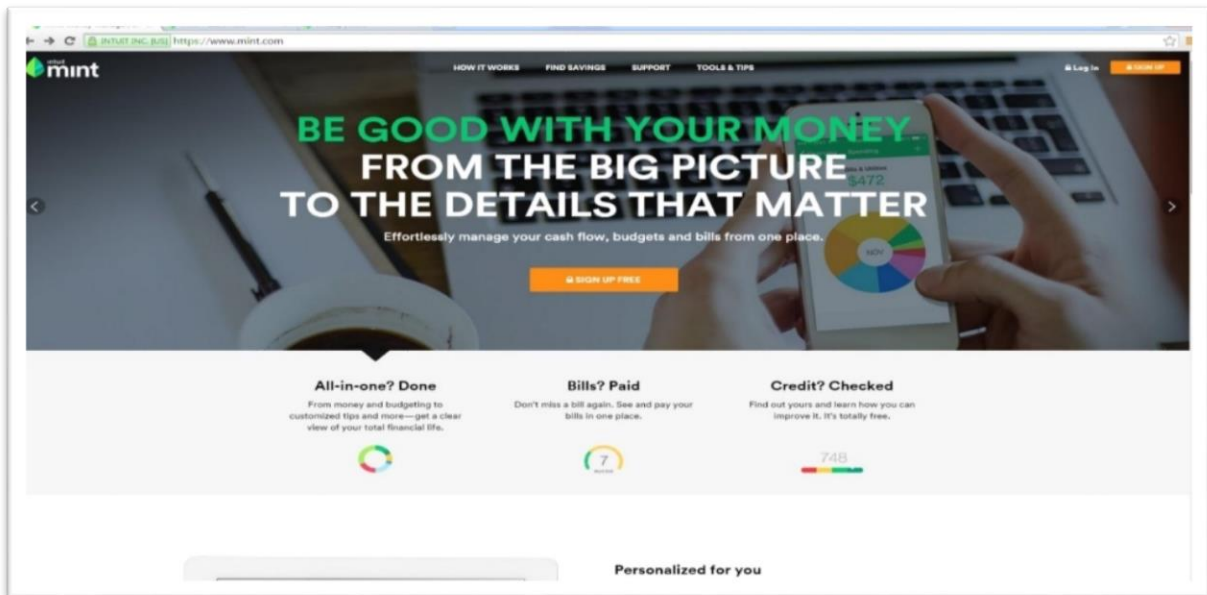 INTUIT INC. [US] https://www.mint.com
intuit
mint
HOW IT WORKS FIND SAVINGS SUPPORT TOOLS & TIPS
Log In SIGN UP
BE GOOD WITH YOUR MONEY
FROM THE BIG PICTURE
TO THE DETAILS THAT MATTER
Effortlessly manage your cash flow, budgets and bills from one place.
SIGN UP FREE
$472
NOV
All-in-one? Done
From money and budgeting to
customized tips and more—get a clear
view of your total financial life.
Bills? Paid
Don't miss a bill again. See and pay your
bills in one place.
7
Credit? Checked
Find out yours and learn how you can
improve it. It's totally free.
748
Personalized for you